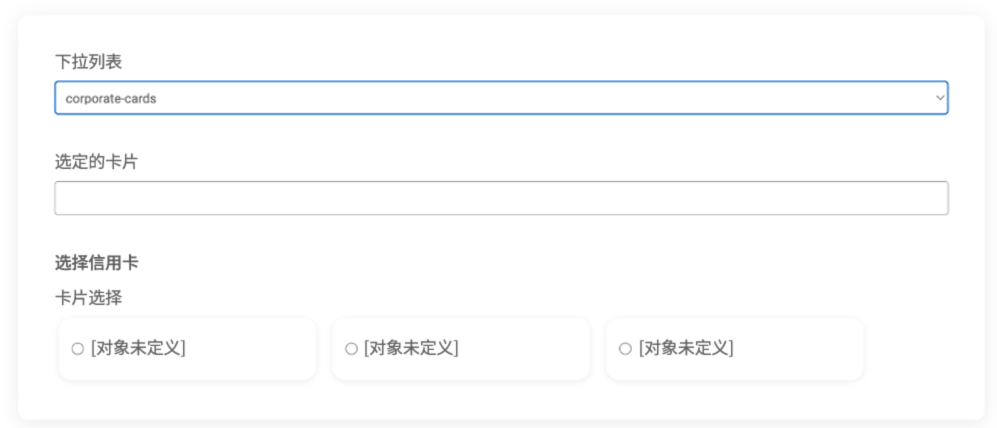 下拉列表
corporate-cards
选定的卡片
选择信用卡
卡片选择
[对象未定义] [对象未定义] [对象未定义]